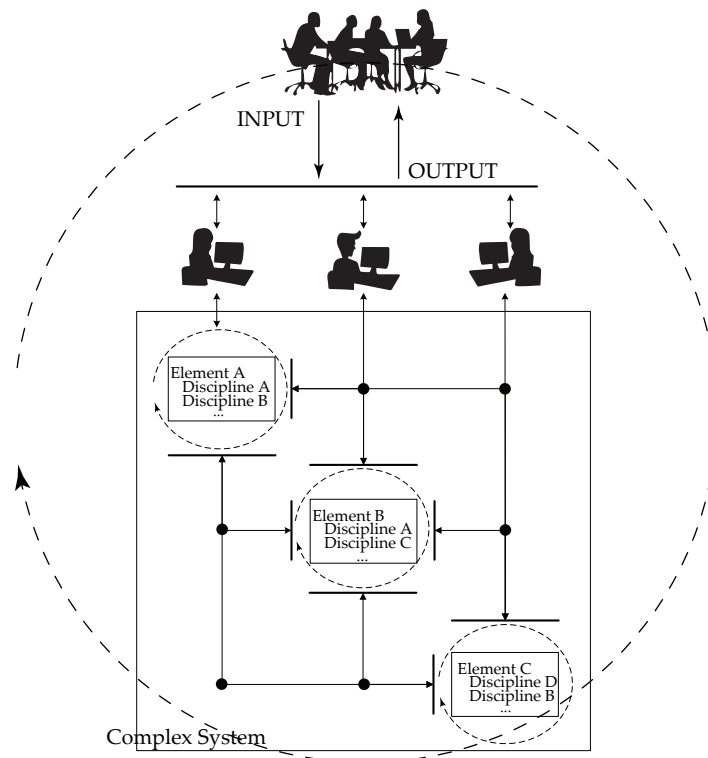 INPUT
OUTPUT
Element A
Discipline A
Discipline B
...
Element B
Discipline A
Discipline C
...
Element C
Discipline D
Discipline B
...
Complex System